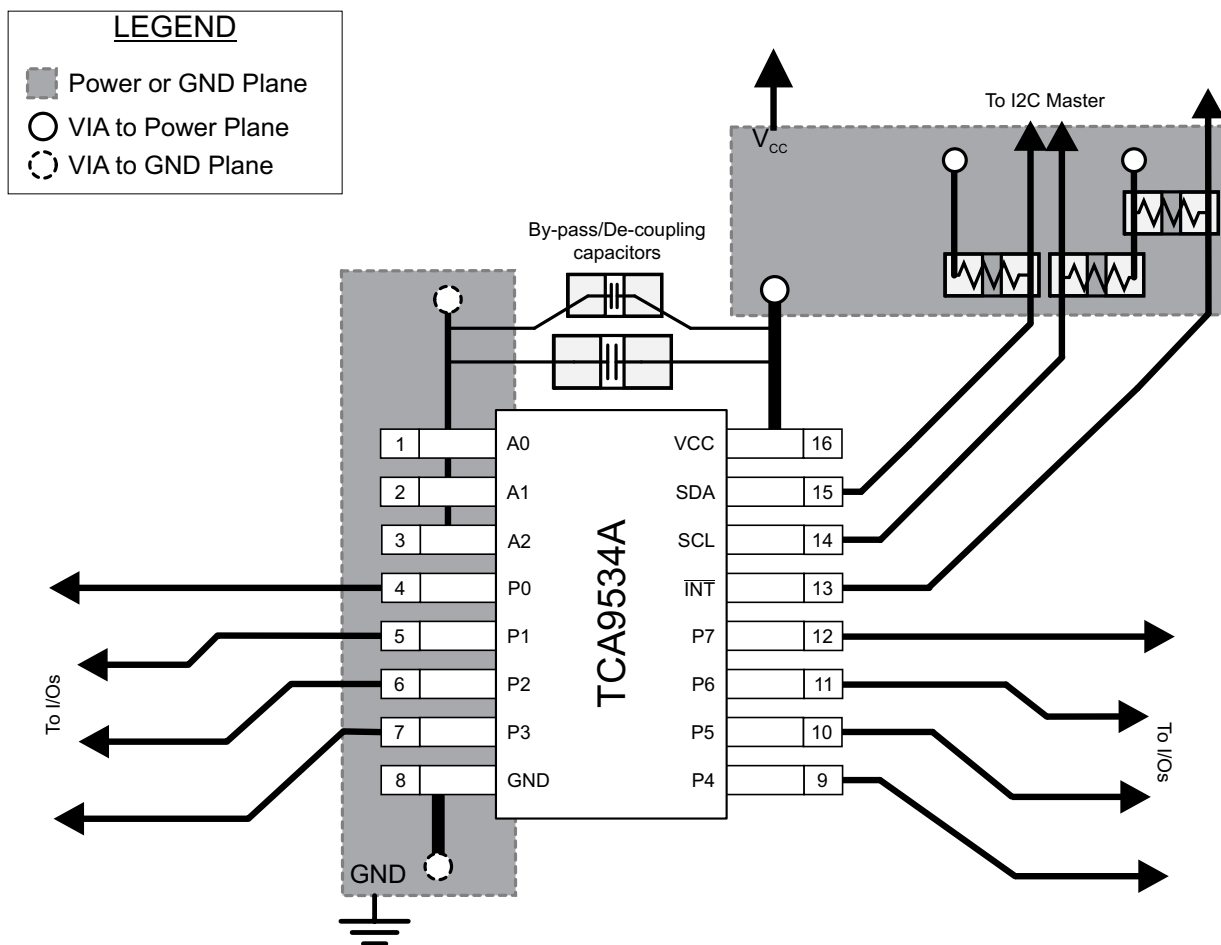 LEGEND
Power or GND Plane
VIA to Power Plane
VIA to GND Plane
To I2C Master
VCC
By-pass/De-coupling
capacitors
1 A0 VCC 16
2 A1 SDA 15
3 A2 SCL 14
4 P0 INT 13
5 P1 P7 12
6 P2 P6 11
7 P3 P5 10
8 GND P4 9
TCA9534A
To I/Os
To I/Os
GND